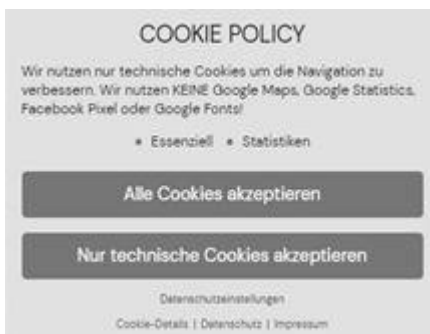 COOKIE POLICY
Wir nutzen nur technische Cookies um die Navigation zu
verbessern. Wir nutzen KEINE Google Maps, Google Statistics,
Facebook Pixel oder Google Fonts!
Essenziell Statistiken
Alle Cookies akzeptieren
Nur technische Cookies akzeptieren
Datenschutzeinstellungen
Cookie-Details | Datenschutz | Impressum